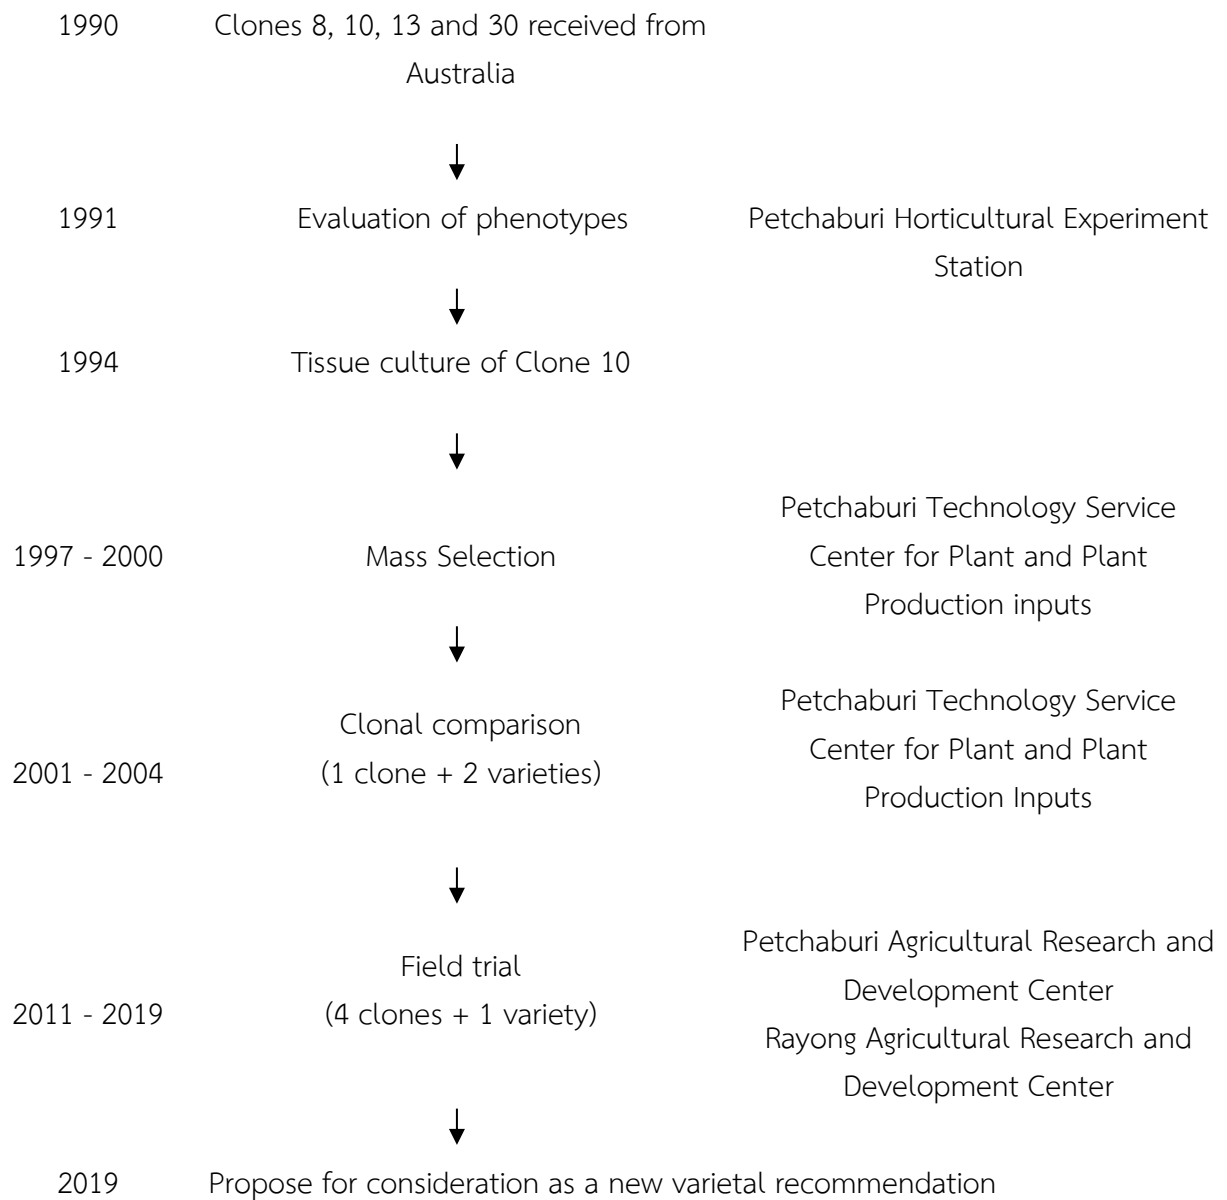 1990 Clones 8, 10, 13 and 30 received from
Australia
1991 Evaluation of phenotypes Petchaburi Horticultural Experiment
Station
1994 Tissue culture of Clone 10
Petchaburi Technology Service
1997 - 2000 Mass Selection Center for Plant and Plant
Production inputs
Petchaburi Technology Service
Clonal comparison
Center for Plant and Plant
2001 - 2004 (1 clone + 2 varieties)
Production Inputs
Petchaburi Agricultural Research and
Field trial
Development Center
2011 - 2019 (4 clones + 1 variety)
Rayong Agricultural Research and
Development Center
2019 Propose for consideration as a new varietal recommendation